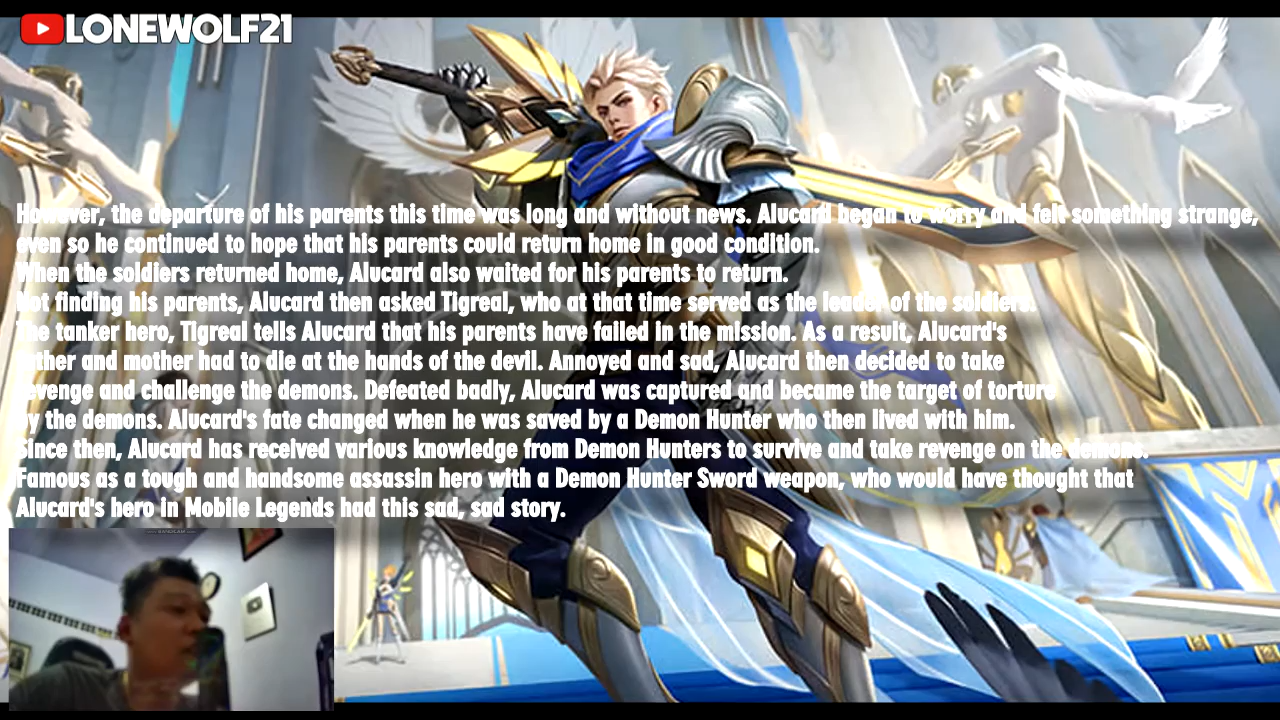 LONEWOLF21
However, the departure of his parents this time was long and without news. Alucard began to worry and felt something strange,
even so he continued to hope that his parents could return home in good condition.
When the soldiers returned home, Alucard also waited for his parents to return.
Not finding his parents, Alucard then asked Tigreal, who at that time served as the leader of the soldiers.
The tanker hero, Tigreal tells Alucard that his parents have failed in the mission. As a result, Alucard's
father and mother had to die at the hands of the devil. Annoyed and sad, Alucard then decided to take
revenge and challenge the demons. Defeated badly, Alucard was captured and became the target of torture
by the demons. Alucard's fate changed when he was saved by a Demon Hunter who then lived with him.
Since then, Alucard has received various knowledge from Demon Hunters to survive and take revenge on the demons.
Famous as a tough and handsome assassin hero with a Demon Hunter Sword weapon, who would have thought that
Alucard's hero in Mobile Legends had this sad, sad story.